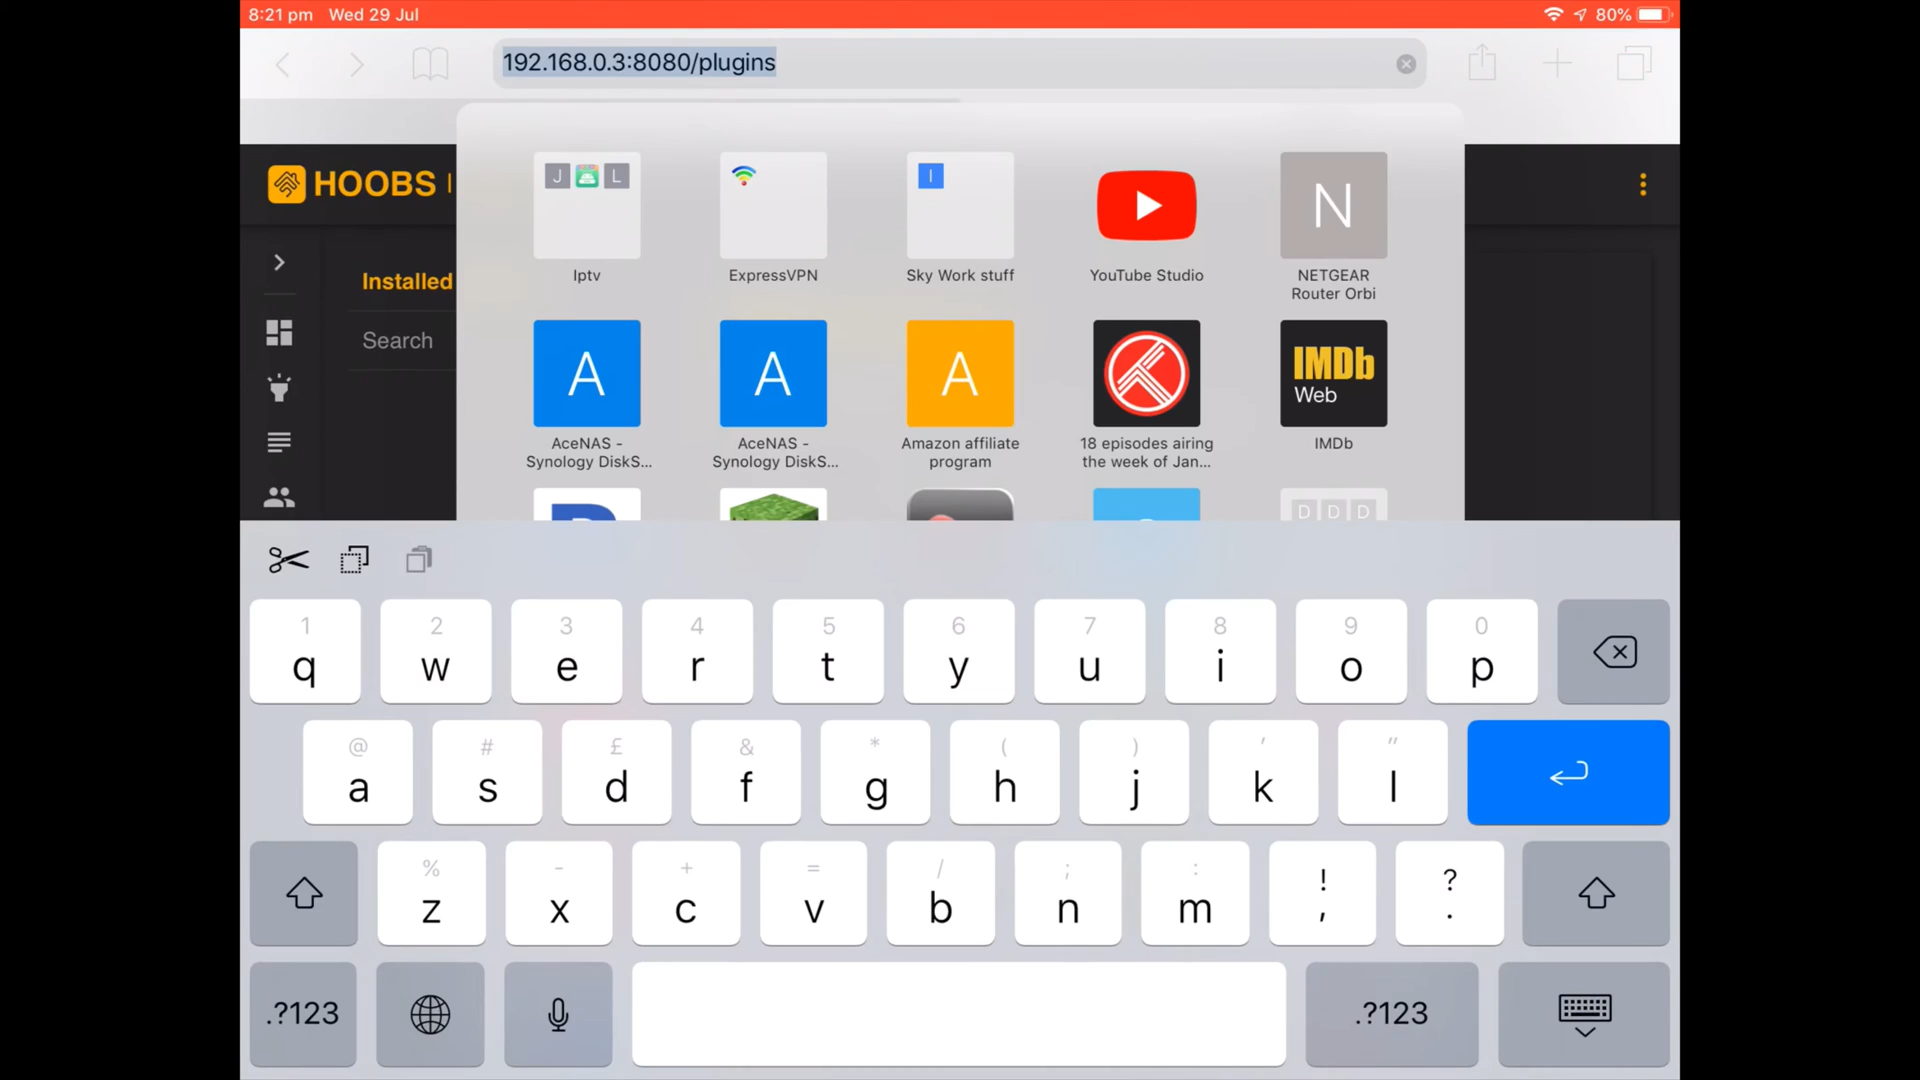 8:21 pm Wed 29 Jul 80%
192.168.0.3:8080/plugins
HOOBS
Installed
Search
J L
I
N
Iptv
ExpressVPN
Sky Work stuff
YouTube Studio
NETGEAR
Router Orbi
A
A
A
IMDb
Web
AceNAS -
Synology DiskS...
AceNAS -
Synology DiskS...
Amazon affiliate
program
18 episodes airing
the week of Jan...
IMDb
D D D
1 2 3 4 5 6 7 8 9 0
q w e r t y u i o p
@ # £ & * ( ) ' "
a s d f g h j k l
% - + = / ; : ! ?
z x c v b n m , .
.?123 .?123